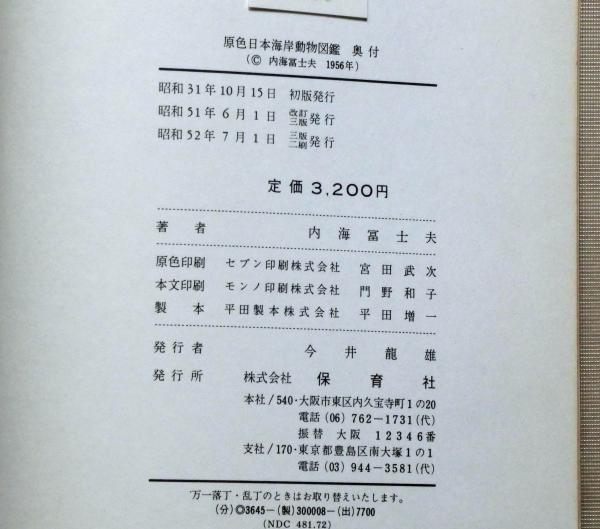 原色日本海岸動物図鑑 奥付
(© 内海冨士夫 1956年)
昭和31年10月15日 初版発行
昭和51年 6月 1日 改訂三版発行
昭和52年 7月 1日 三版二刷発行
定価 3,200円
著者 内海冨士夫
原色印刷 セブン印刷株式会社 宮田武次
本文印刷 モンノ印刷株式会社 門野和子
製本 平田製本株式会社 平田増一
発行者 今井龍雄
発行所 株式会社 保育社
本社/540・大阪市東区内久宝寺町1の20
電話 (06) 762-1731(代)
振替 大阪 12346番
支社/170・東京都豊島区南大塚1の1
電話 (03) 944-3581(代)
万一落丁・乱丁のときはお取り替えいたします。
(分)◎3645-(製)300008-(出)7700
(NDC 481.72)